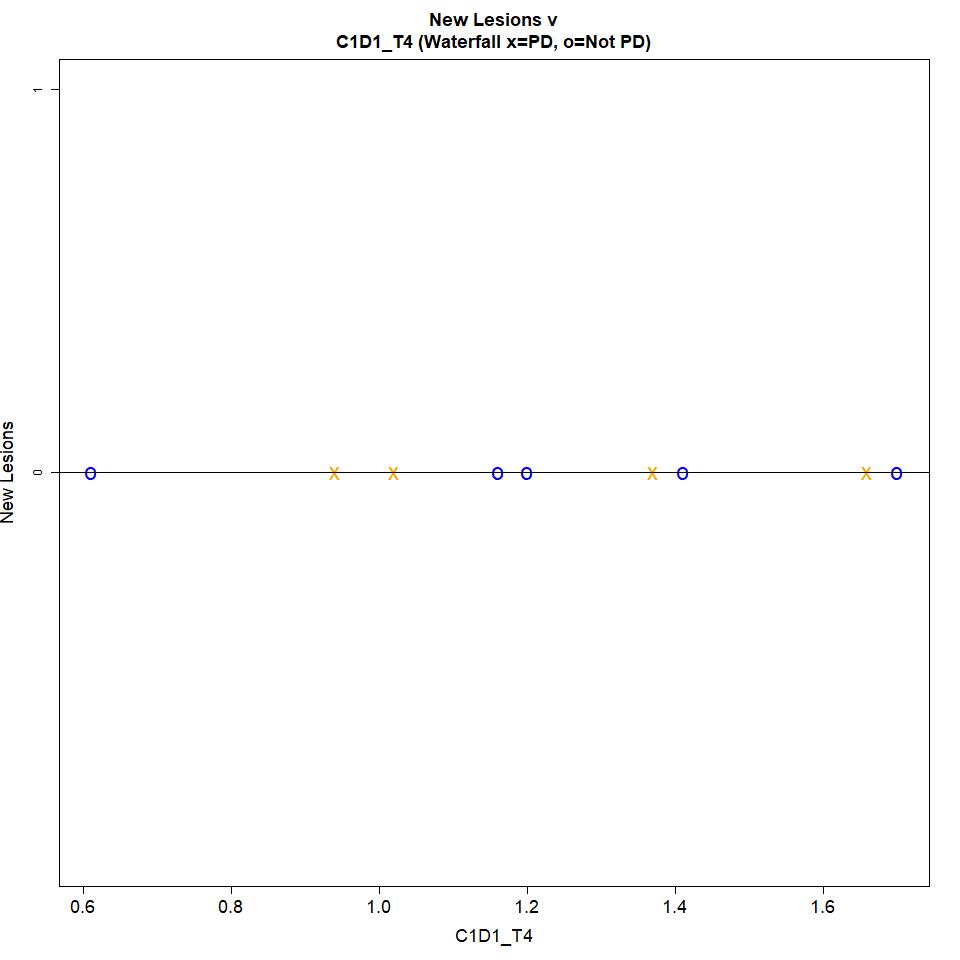 New Lesions v
C1D1_T4 (Waterfall x=PD, o=Not PD)
1
New Lesions
0
o x x o o x o x o
0.6 0.8 1.0 1.2 1.4 1.6
C1D1_T4